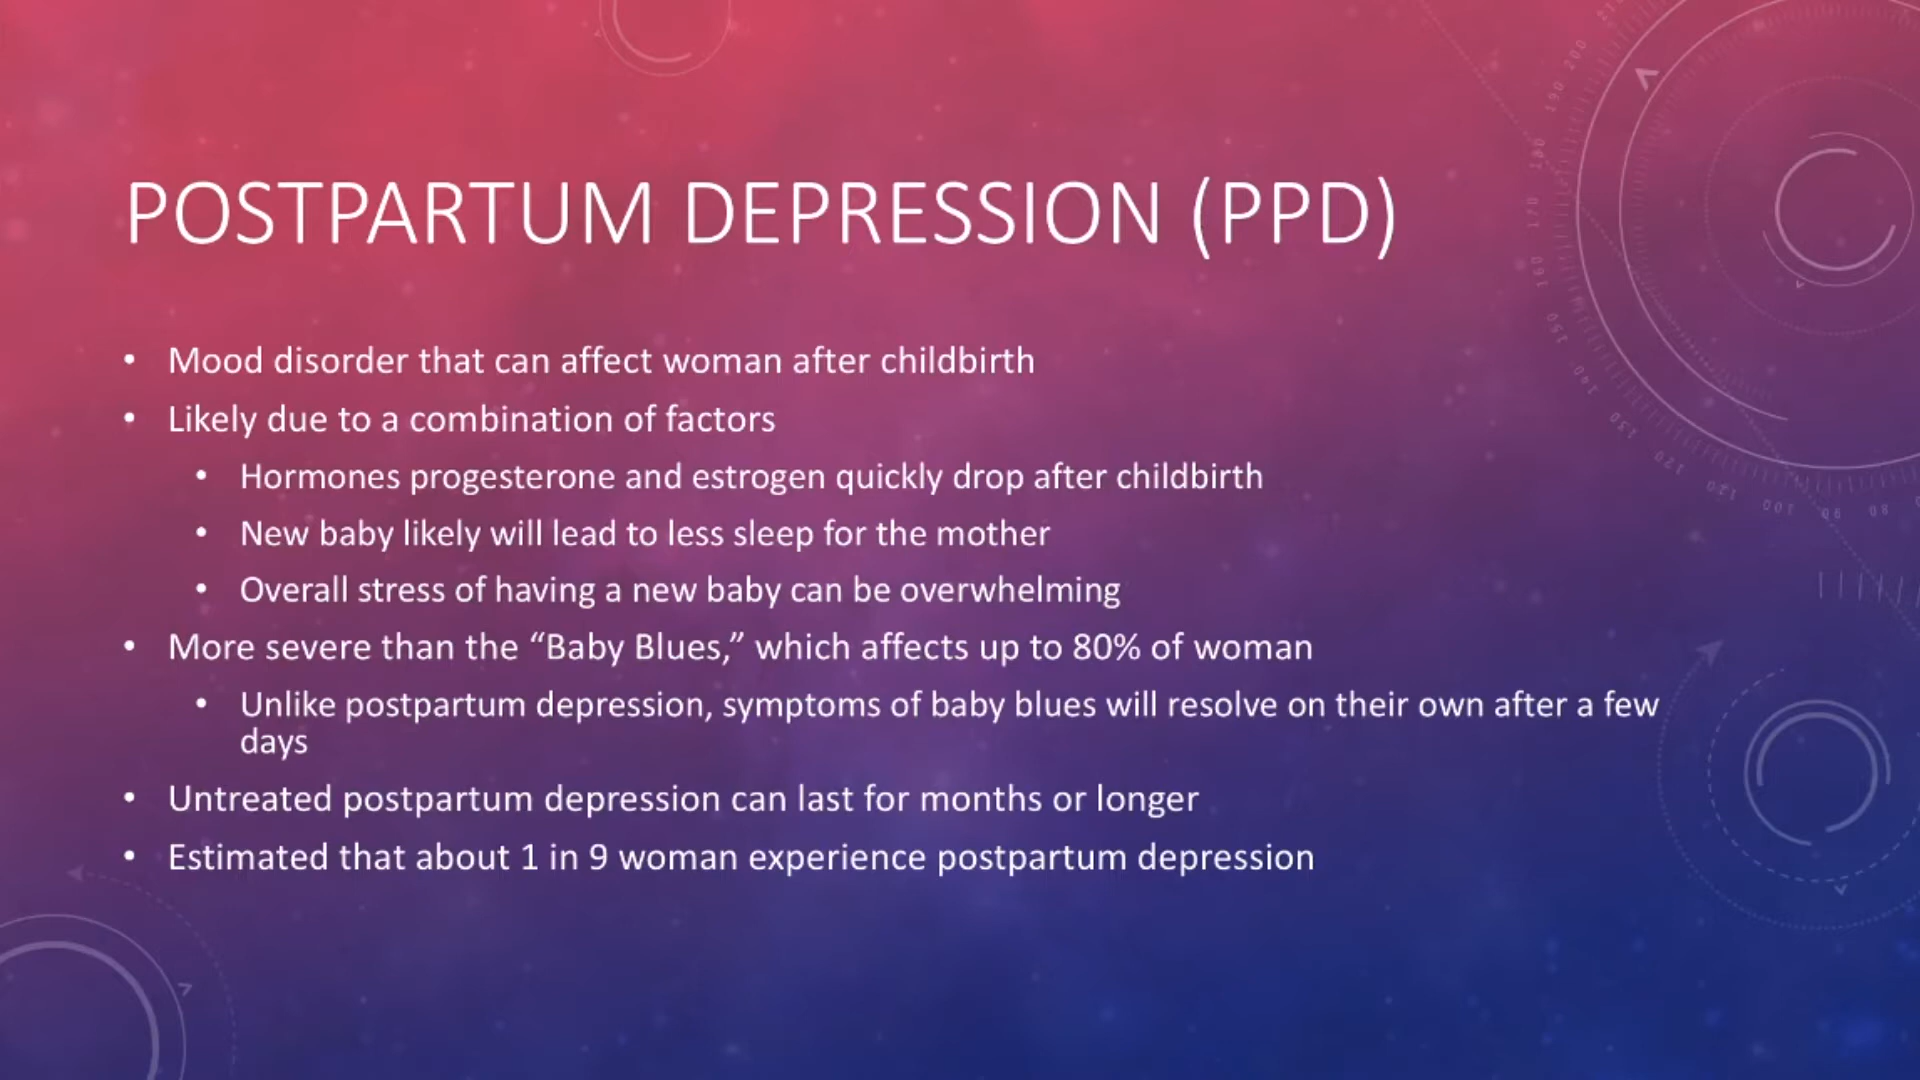 POSTPARTUM DEPRESSION (PPD)
• Mood disorder that can affect woman after childbirth
• Likely due to a combination of factors
• Hormones progesterone and estrogen quickly drop after childbirth
• New baby likely will lead to less sleep for the mother
• Overall stress of having a new baby can be overwhelming
• More severe than the “Baby Blues,” which affects up to 80% of woman
• Unlike postpartum depression, symptoms of baby blues will resolve on their own after a few
days
• Untreated postpartum depression can last for months or longer
• Estimated that about 1 in 9 woman experience postpartum depression